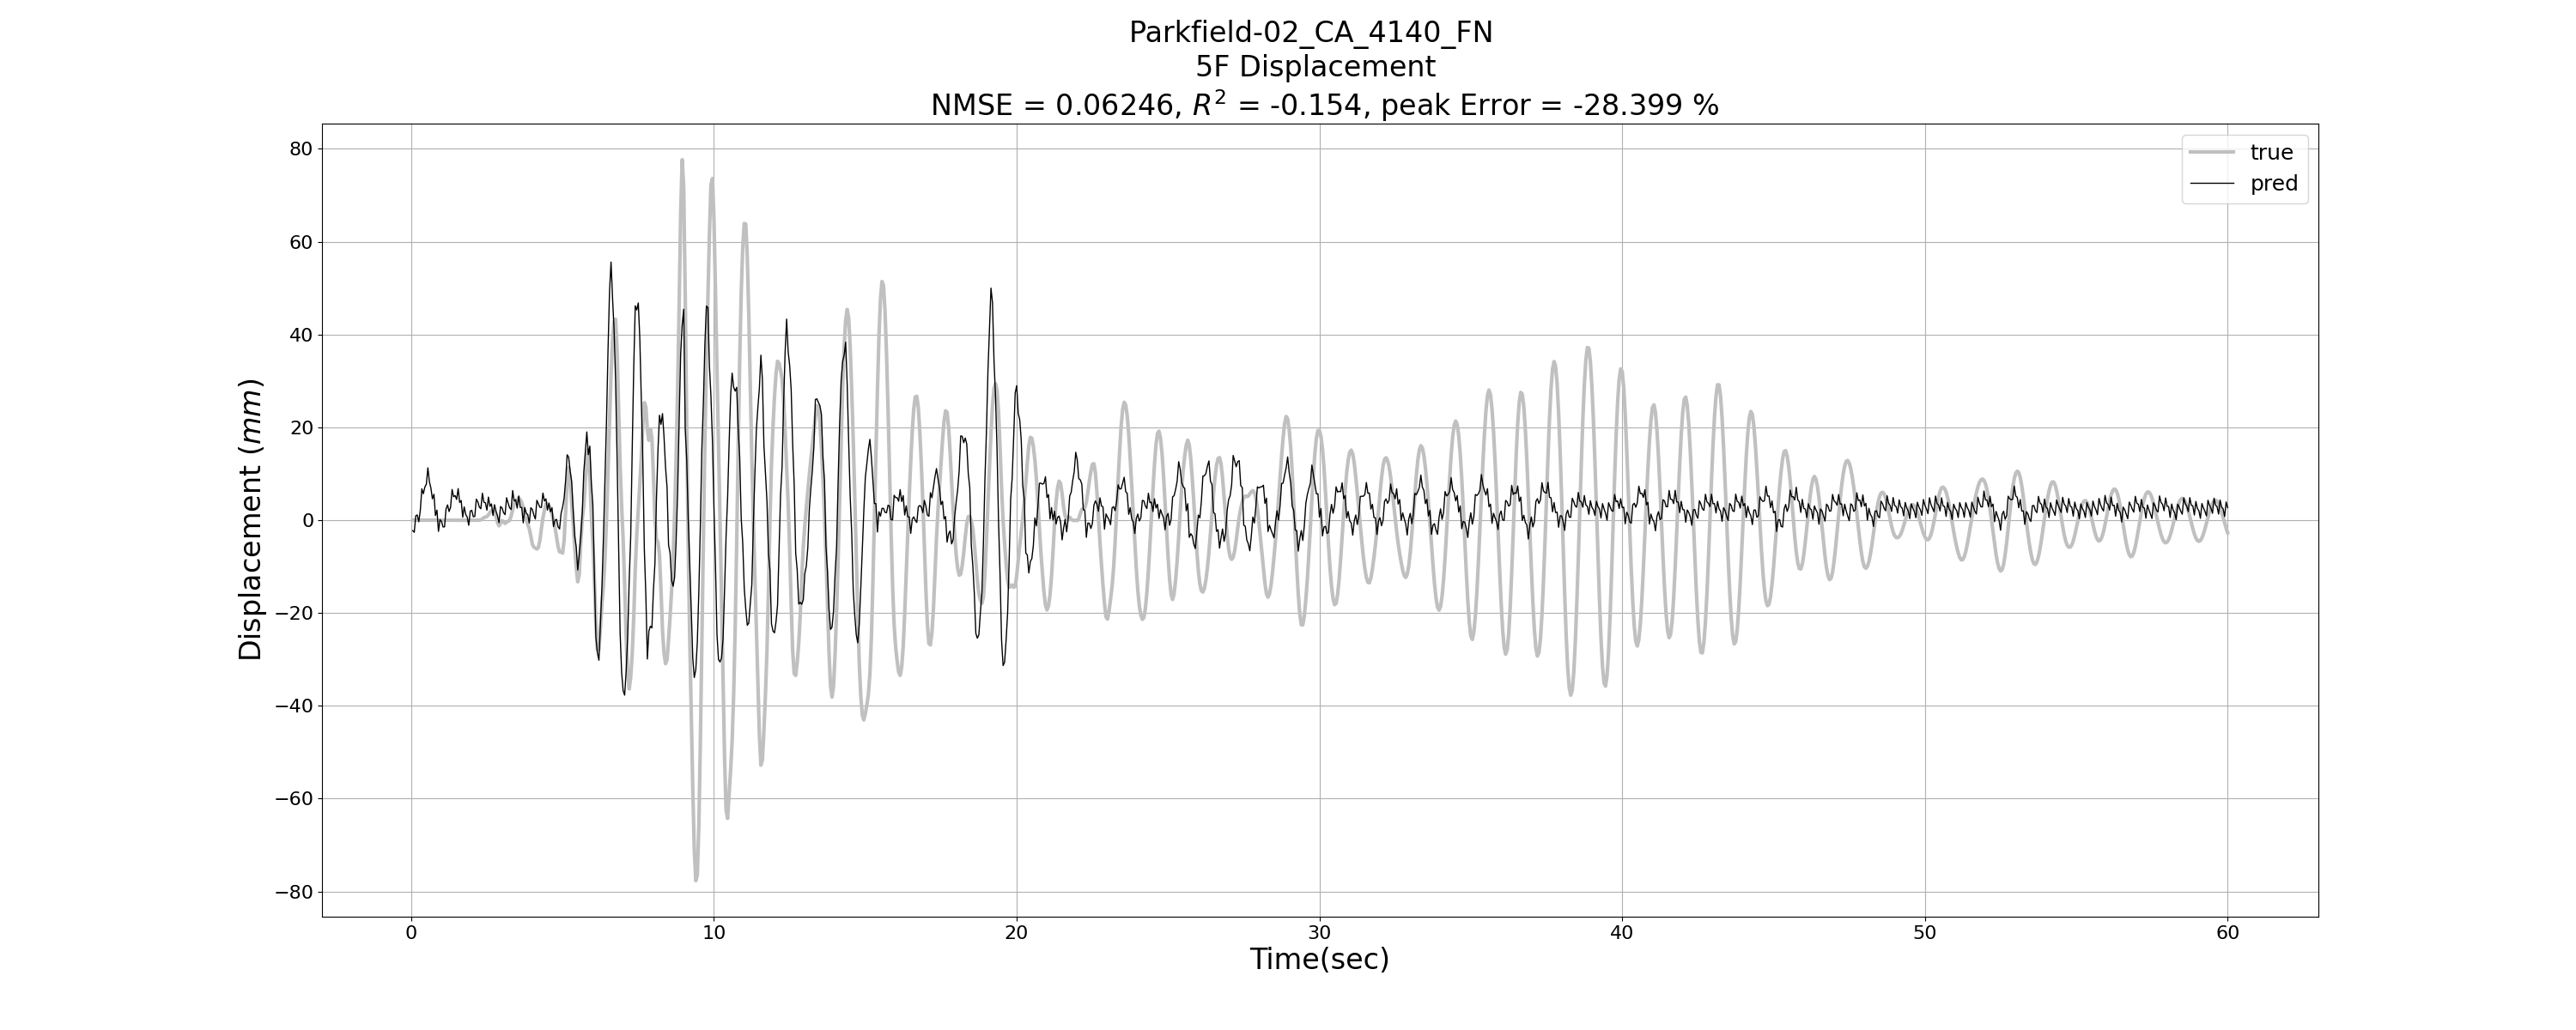 Parkfield-02_CA_4140_FN
5F Displacement
NMSE = 0.06246, R² = -0.154, peak Error = -28.399 %
true
pred
80
60
40
20
0
−20
−40
−60
−80
Displacement (mm)
0 10 20 30 40 50 60
Time(sec)